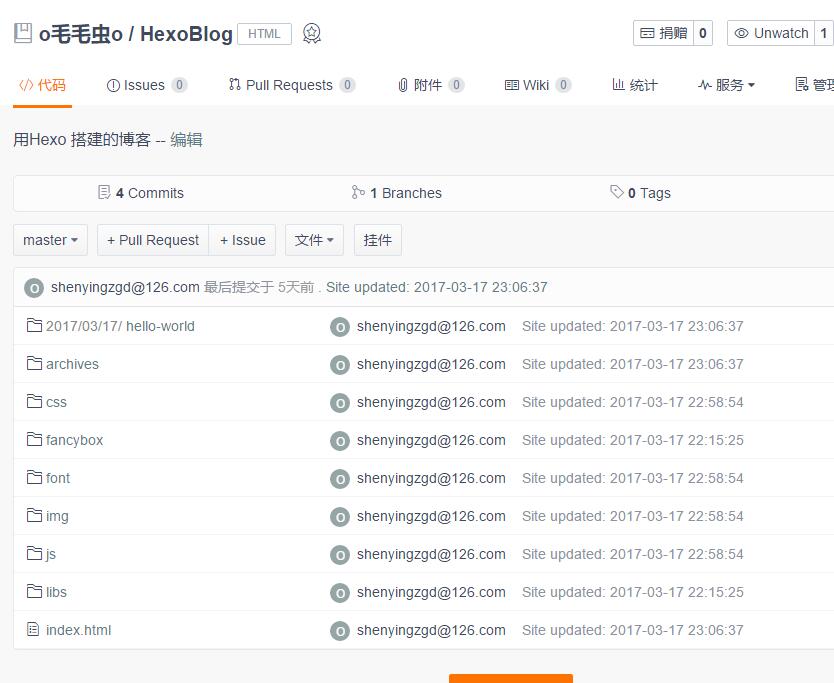 o毛毛虫o / HexoBlog HTML 捐赠 0 Unwatch 1
代码 Issues 0 Pull Requests 0 附件 0 Wiki 0 统计 服务 管理
用Hexo 搭建的博客 -- 编辑
4 Commits 1 Branches 0 Tags
master + Pull Request + Issue 文件 挂件
O shenyingzgd@126.com 最后提交于 5天前 . Site updated: 2017-03-17 23:06:37
2017/03/17/ hello-world O shenyingzgd@126.com Site updated: 2017-03-17 23:06:37
archives O shenyingzgd@126.com Site updated: 2017-03-17 23:06:37
css O shenyingzgd@126.com Site updated: 2017-03-17 22:58:54
fancybox O shenyingzgd@126.com Site updated: 2017-03-17 22:15:25
font O shenyingzgd@126.com Site updated: 2017-03-17 22:58:54
img O shenyingzgd@126.com Site updated: 2017-03-17 22:58:54
js O shenyingzgd@126.com Site updated: 2017-03-17 22:58:54
libs O shenyingzgd@126.com Site updated: 2017-03-17 22:15:25
index.html O shenyingzgd@126.com Site updated: 2017-03-17 23:06:37